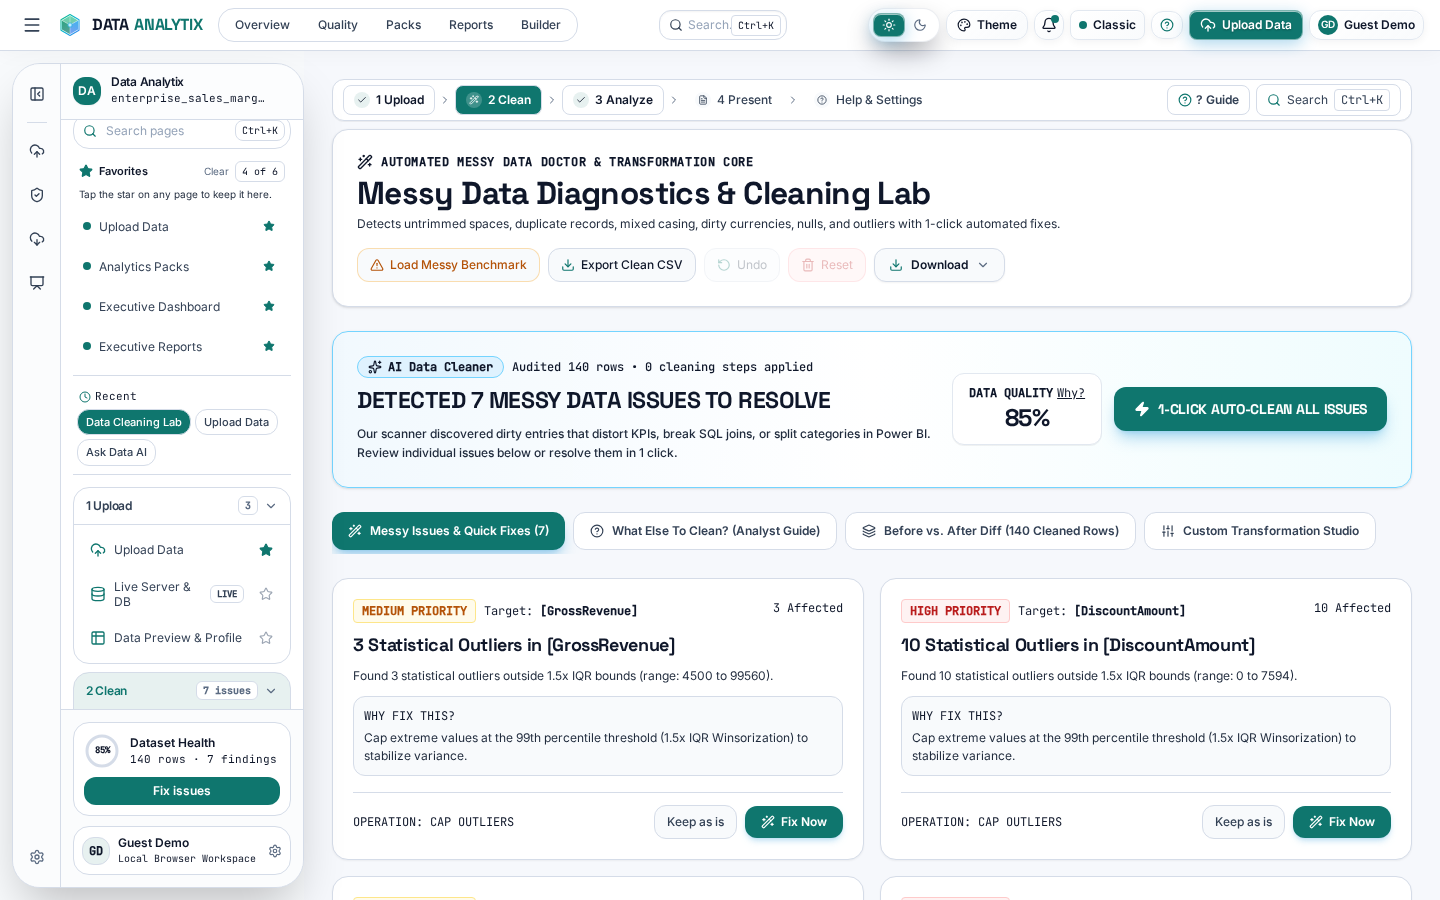 DATA ANALYTIX
Overview
Quality
Packs
Reports
Builder
Search
Ctrl+K
Theme
Classic
Upload Data
GD
Guest Demo
DA
Data Analytix
enterprise_sales_marg…
Search pages
Ctrl+K
Favorites
Clear
4 of 6
Tap the star on any page to keep it here.
Upload Data
Analytics Packs
Executive Dashboard
Executive Reports
Recent
Data Cleaning Lab
Upload Data
Ask Data AI
1 Upload
3
Upload Data
Live Server & DB
LIVE
Data Preview & Profile
2 Clean
7 issues
85%
Dataset Health
140 rows · 7 findings
Fix issues
GD
Guest Demo
Local Browser Workspace
1 Upload
2 Clean
3 Analyze
4 Present
Help & Settings
? Guide
Search
Ctrl+K
AUTOMATED MESSY DATA DOCTOR & TRANSFORMATION CORE
Messy Data Diagnostics & Cleaning Lab
Detects untrimmed spaces, duplicate records, mixed casing, dirty currencies, nulls, and outliers with 1-click automated fixes.
Load Messy Benchmark
Export Clean CSV
Undo
Reset
Download
AI Data Cleaner
Audited 140 rows • 0 cleaning steps applied
DETECTED 7 MESSY DATA ISSUES TO RESOLVE
Our scanner discovered dirty entries that distort KPIs, break SQL joins, or split categories in Power BI.
Review individual issues below or resolve them in 1 click.
DATA QUALITY Why?
85%
1-CLICK AUTO-CLEAN ALL ISSUES
Messy Issues & Quick Fixes (7)
What Else To Clean? (Analyst Guide)
Before vs. After Diff (140 Cleaned Rows)
Custom Transformation Studio
MEDIUM PRIORITY
Target: [GrossRevenue]
3 Affected
3 Statistical Outliers in [GrossRevenue]
Found 3 statistical outliers outside 1.5x IQR bounds (range: 4500 to 99560).
WHY FIX THIS?
Cap extreme values at the 99th percentile threshold (1.5x IQR Winsorization) to
stabilize variance.
OPERATION: CAP OUTLIERS
Keep as is
Fix Now
HIGH PRIORITY
Target: [DiscountAmount]
10 Affected
10 Statistical Outliers in [DiscountAmount]
Found 10 statistical outliers outside 1.5x IQR bounds (range: 0 to 7594).
WHY FIX THIS?
Cap extreme values at the 99th percentile threshold (1.5x IQR Winsorization) to
stabilize variance.
OPERATION: CAP OUTLIERS
Keep as is
Fix Now